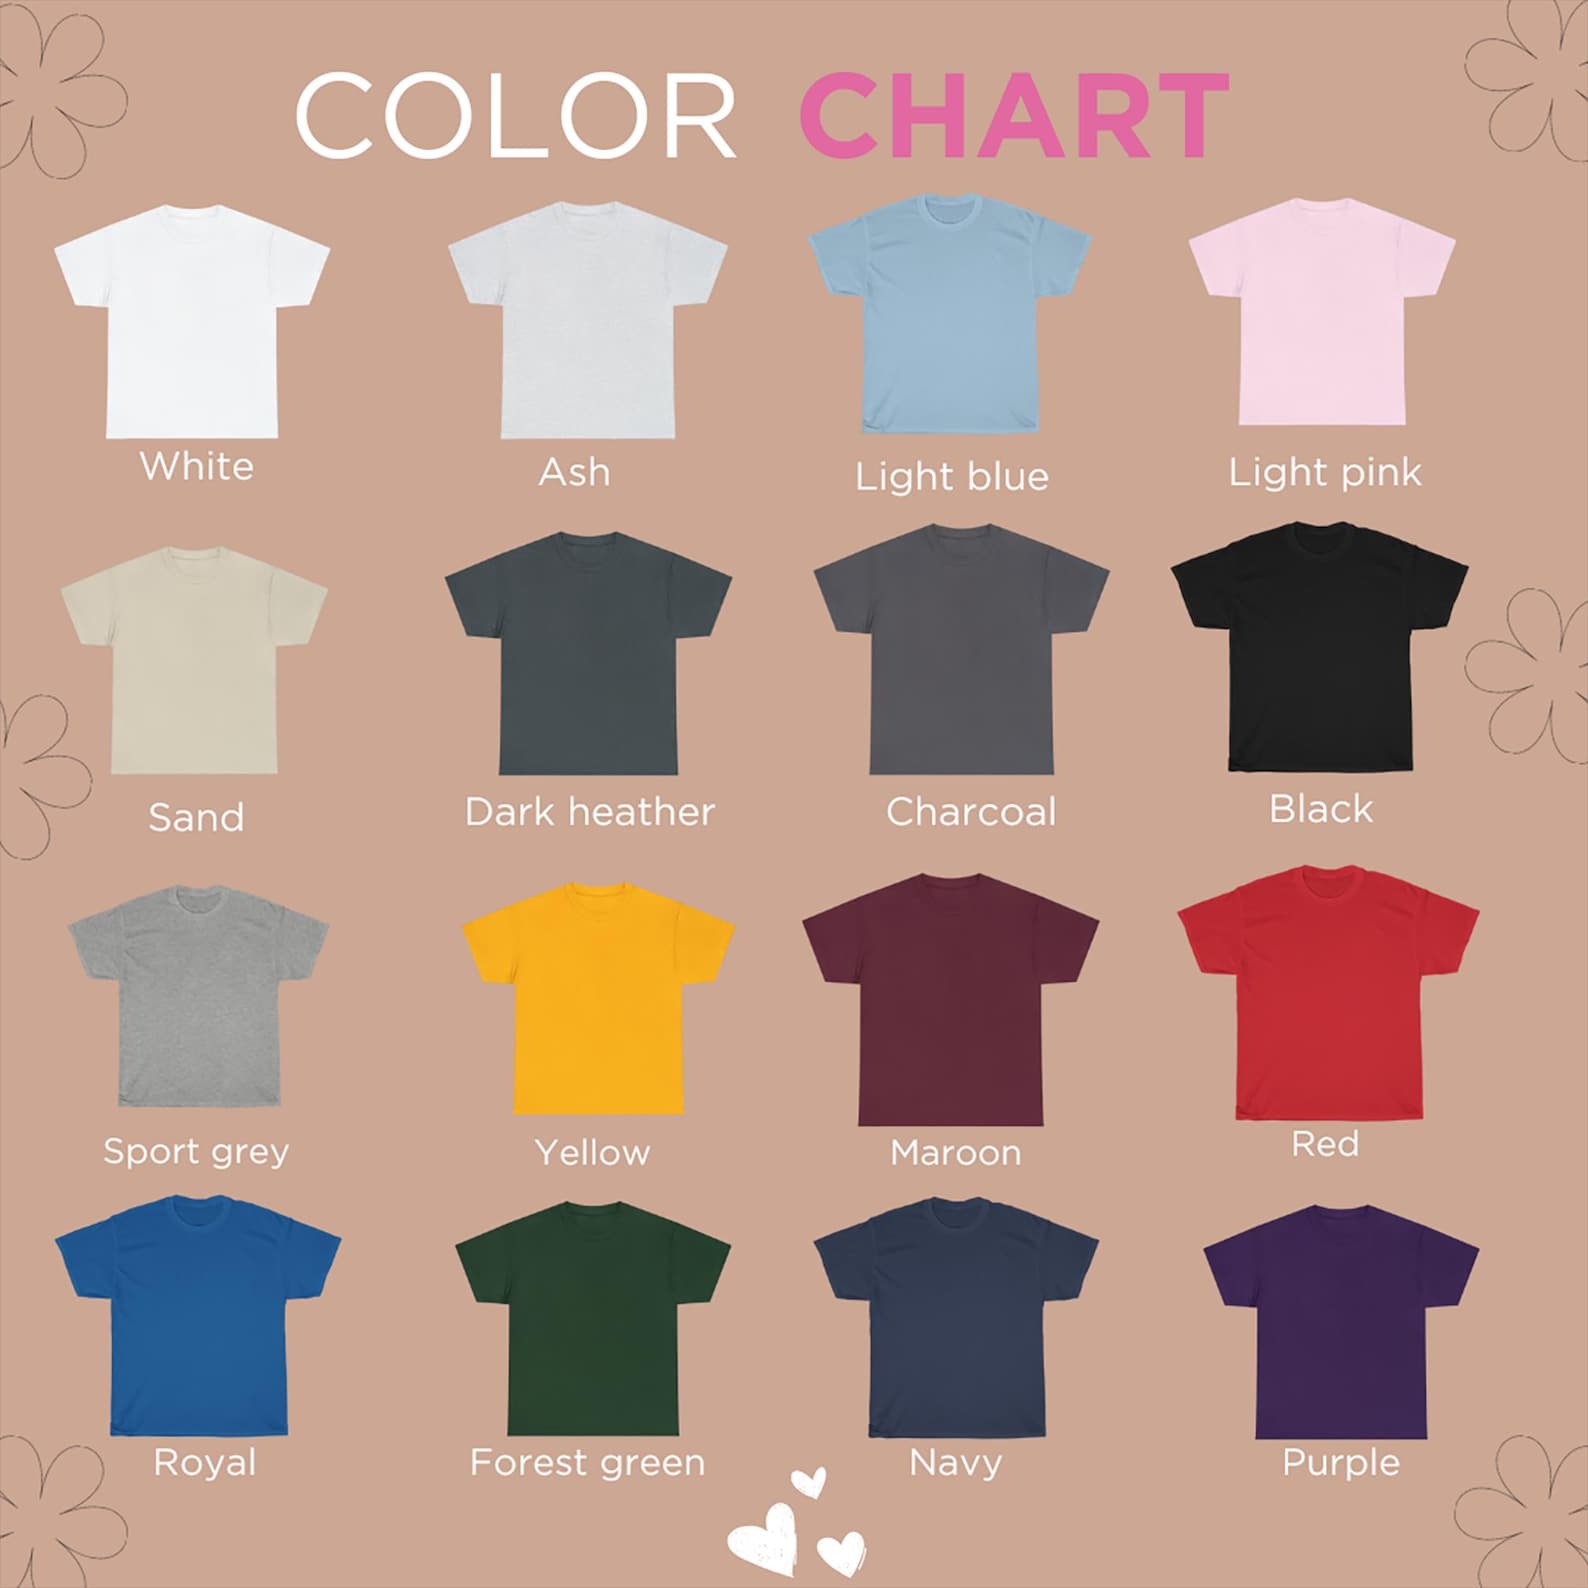 COLOR CHART
White
Ash
Light blue
Light pink
Sand
Dark heather
Charcoal
Black
Sport grey
Yellow
Maroon
Red
Royal
Forest green
Navy
Purple